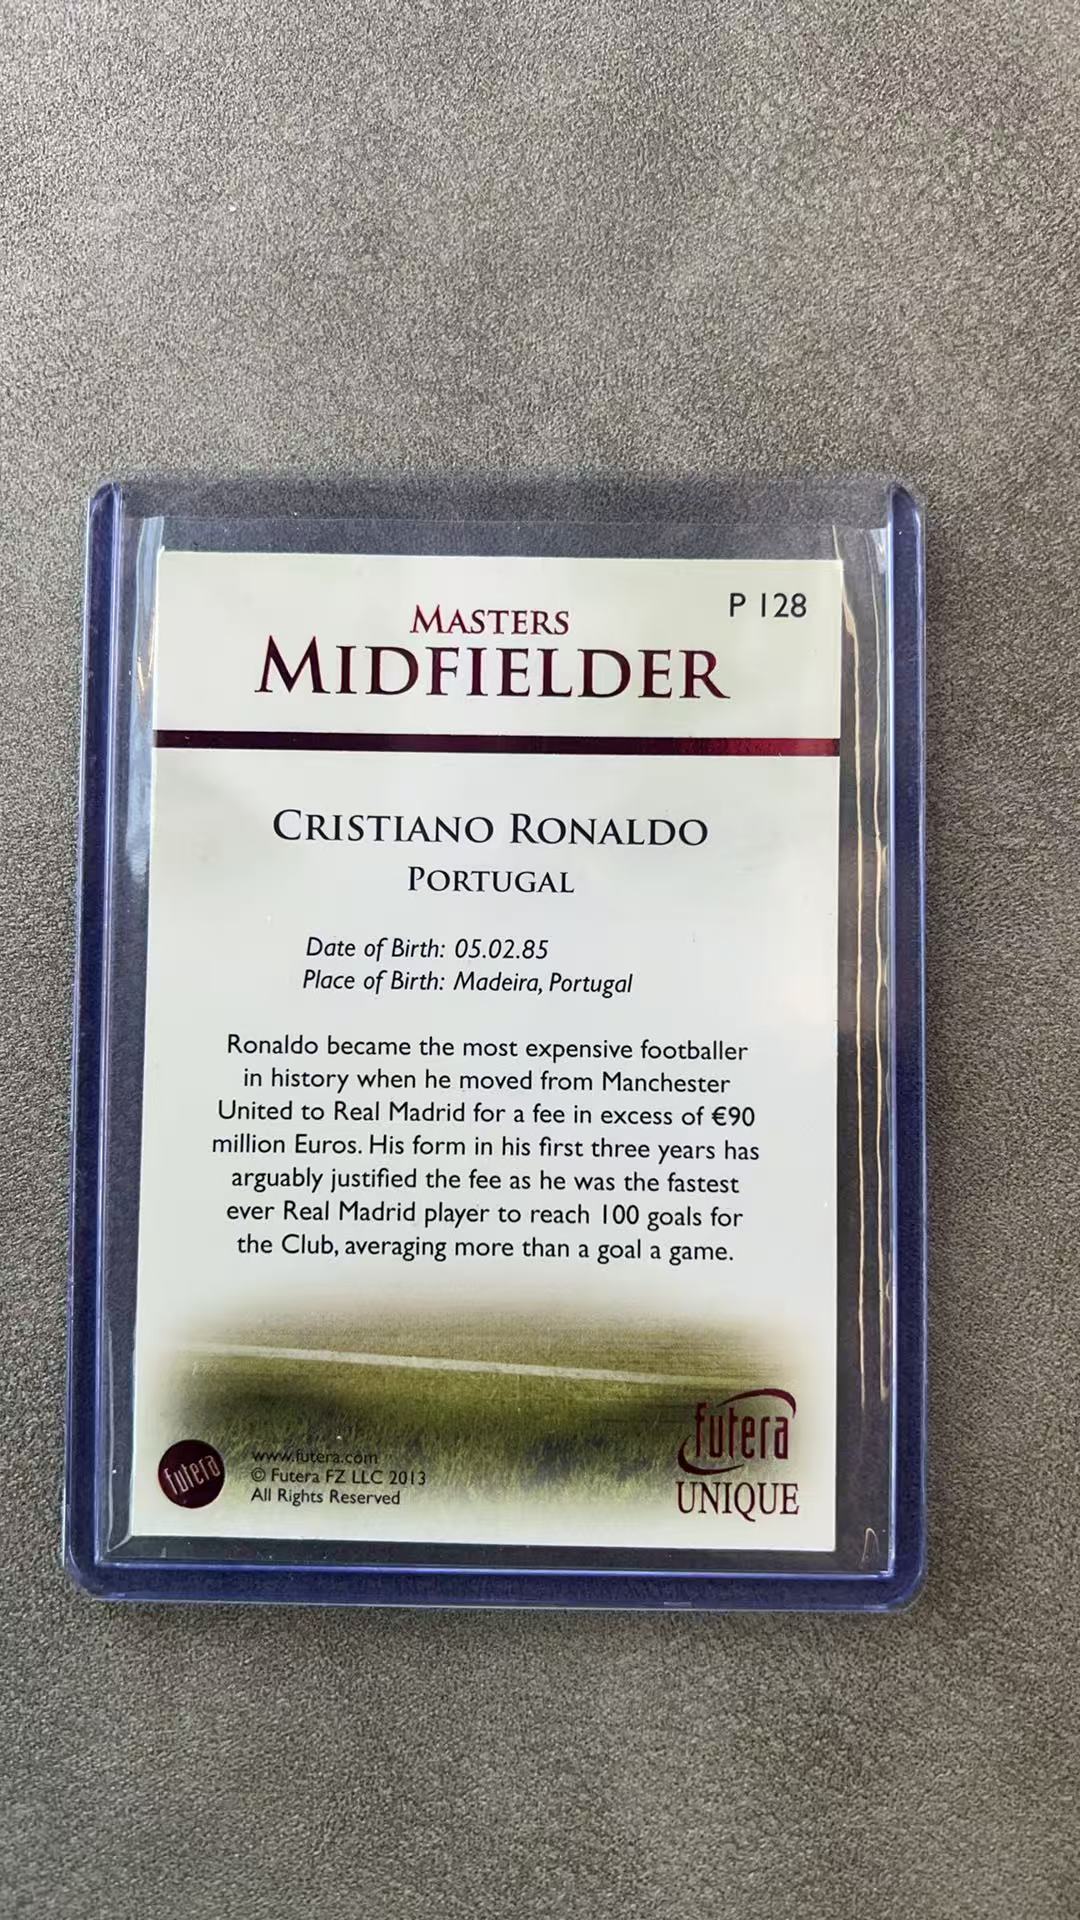 P 128
MASTERS
MIDFIELDER
CRISTIANO RONALDO
PORTUGAL
Date of Birth: 05.02.85
Place of Birth: Madeira, Portugal
Ronaldo became the most expensive footballer
in history when he moved from Manchester
United to Real Madrid for a fee in excess of €90
million Euros. His form in his first three years has
arguably justified the fee as he was the fastest
ever Real Madrid player to reach 100 goals for
the Club, averaging more than a goal a game.
futera
www.futera.com
© Futera FZ LLC 2013
All Rights Reserved
futera
UNIQUE